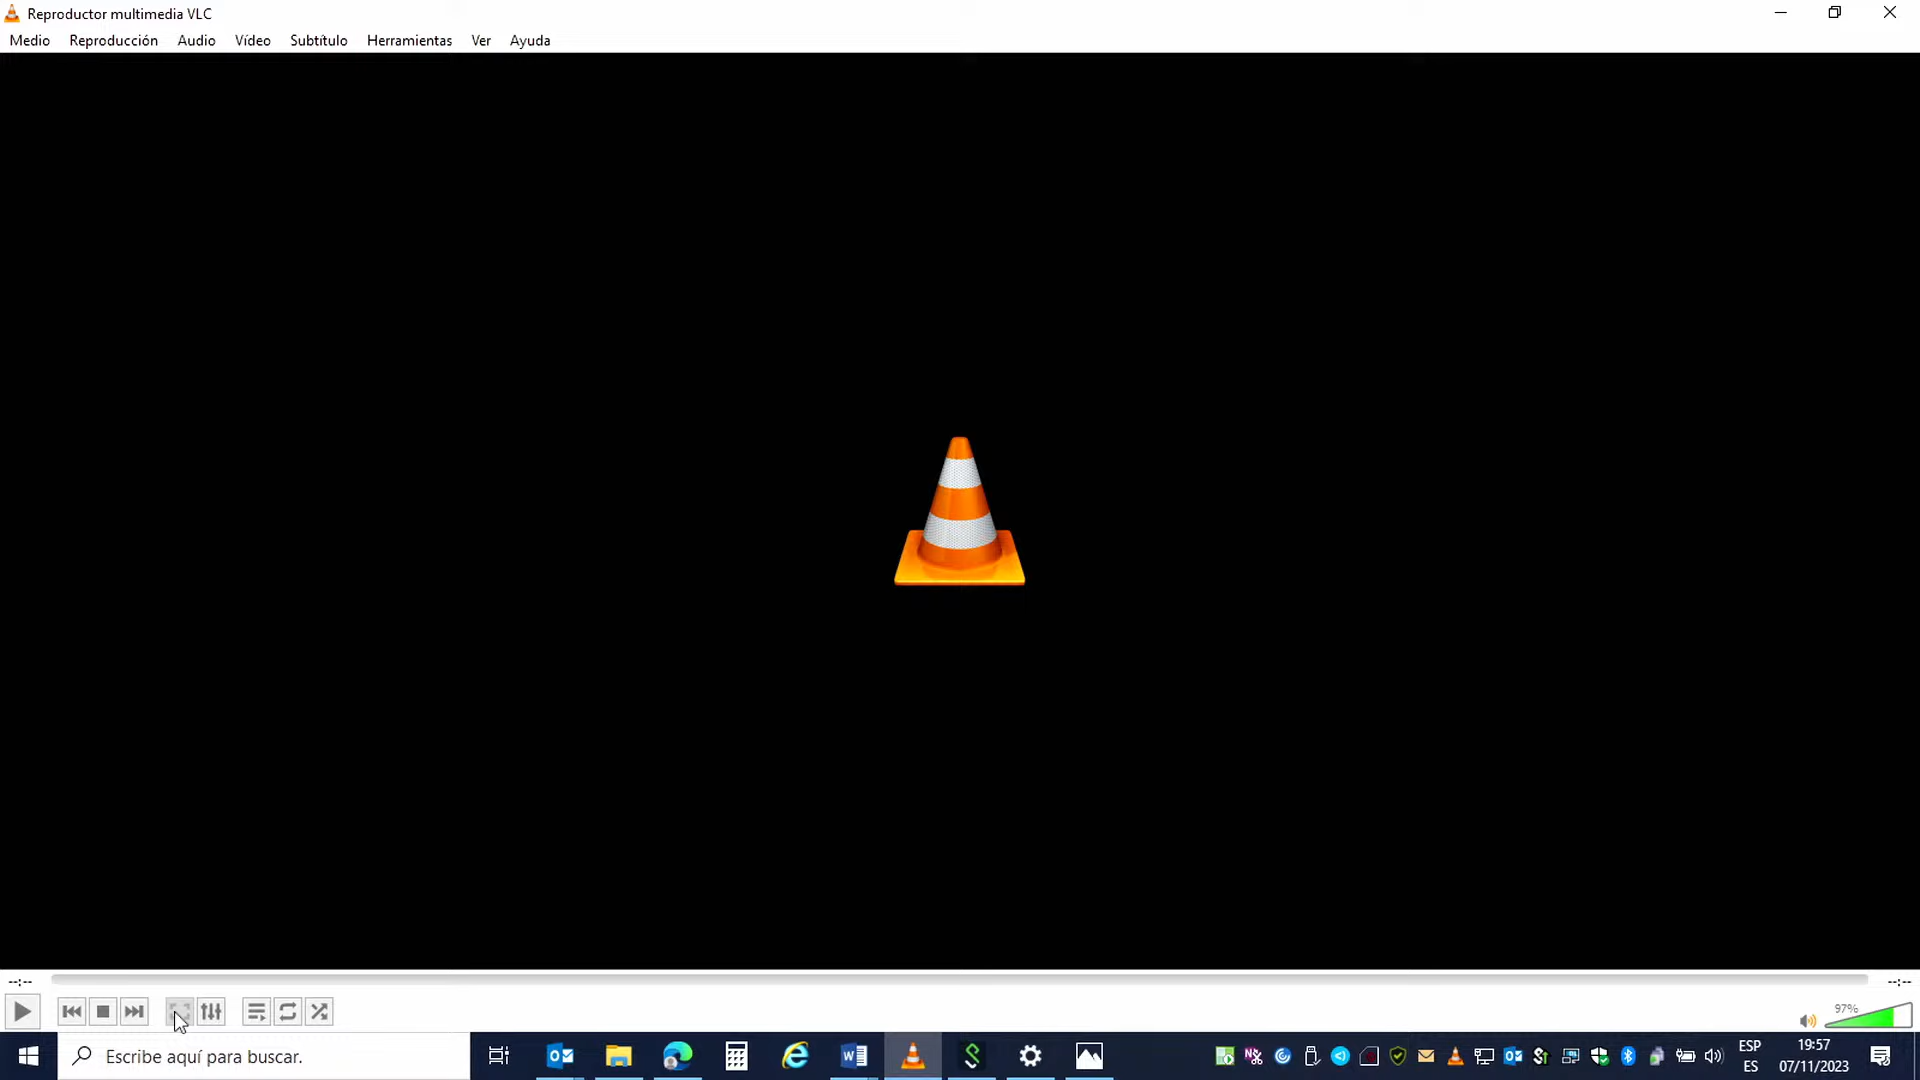 Reproductor multimedia VLC
Medio Reproducción Audio Vídeo Subtítulo Herramientas Ver Ayuda
--:-- --:--
97%
Escribe aquí para buscar.
ESP
ES
19:57
07/11/2023